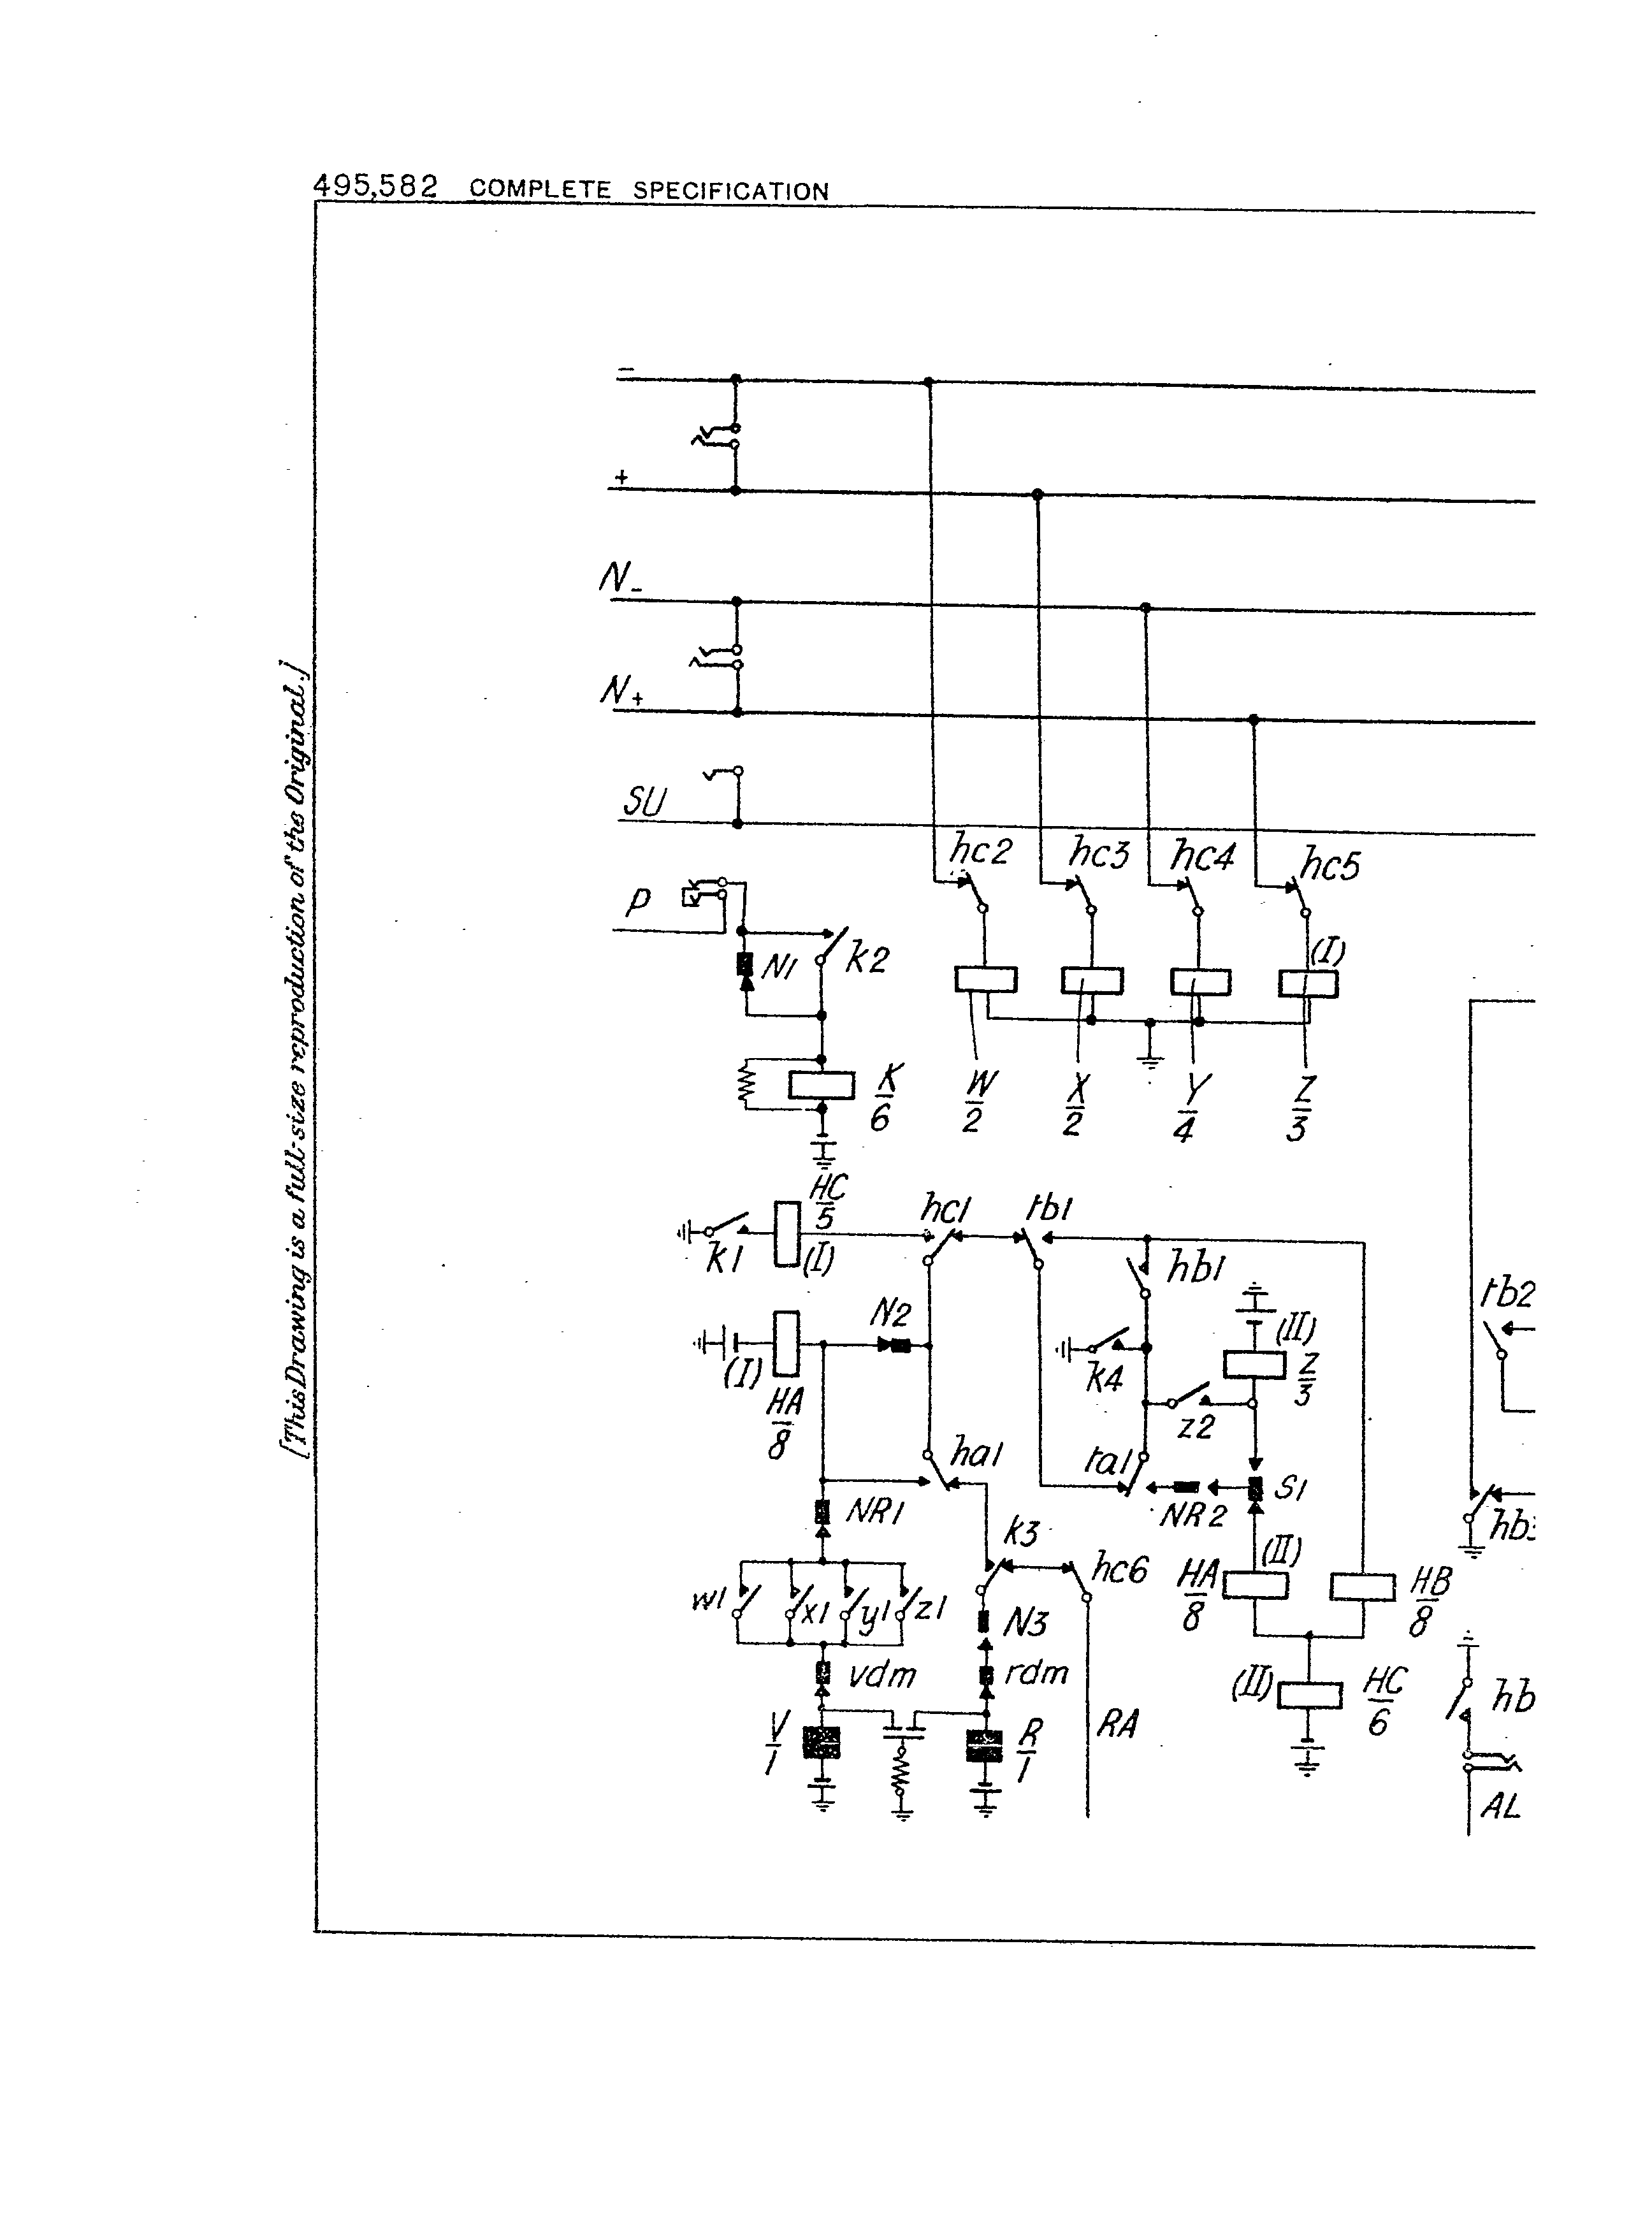 495,582 COMPLETE SPECIFICATION
[This Drawing is a full-size reproduction of the Original.]
−
+
N−
N+
SU
hc2 hc3 hc4 hc5
P
N1 k2
(I)
K/6
W/2 X/2 Y/4 Z/3
HC/5
k1 (I)
hc1 tb1
hb1
tb2
N2
(I)
HA/8
k4
(II)
Z/3
z2
ha1
ta1
S1
NR1
NR2
hb3
k3
hc6
w1 x1 y1 z1
N3
HA/8 (II)
HB/8
vdm rdm
V/1
R/1
RA
(II) HC/6
hb
AL